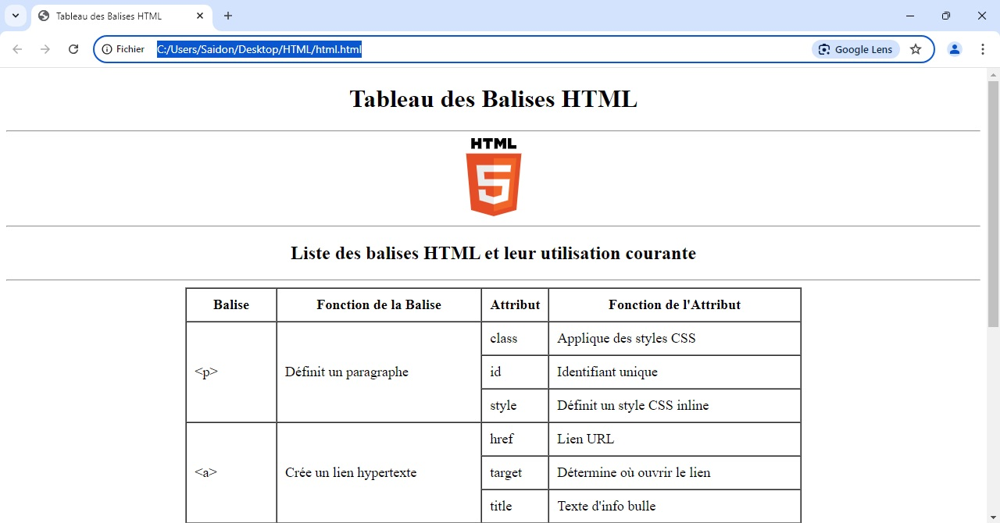 Tableau des Balises HTML
Fichier C:/Users/Saidon/Desktop/HTML/html.html Google Lens
Tableau des Balises HTML
HTML
5
Liste des balises HTML et leur utilisation courante
Balise Fonction de la Balise Attribut Fonction de l'Attribut
class Applique des styles CSS
<p> Définit un paragraphe id Identifiant unique
style Définit un style CSS inline
href Lien URL
<a> Crée un lien hypertexte target Détermine où ouvrir le lien
title Texte d'info bulle